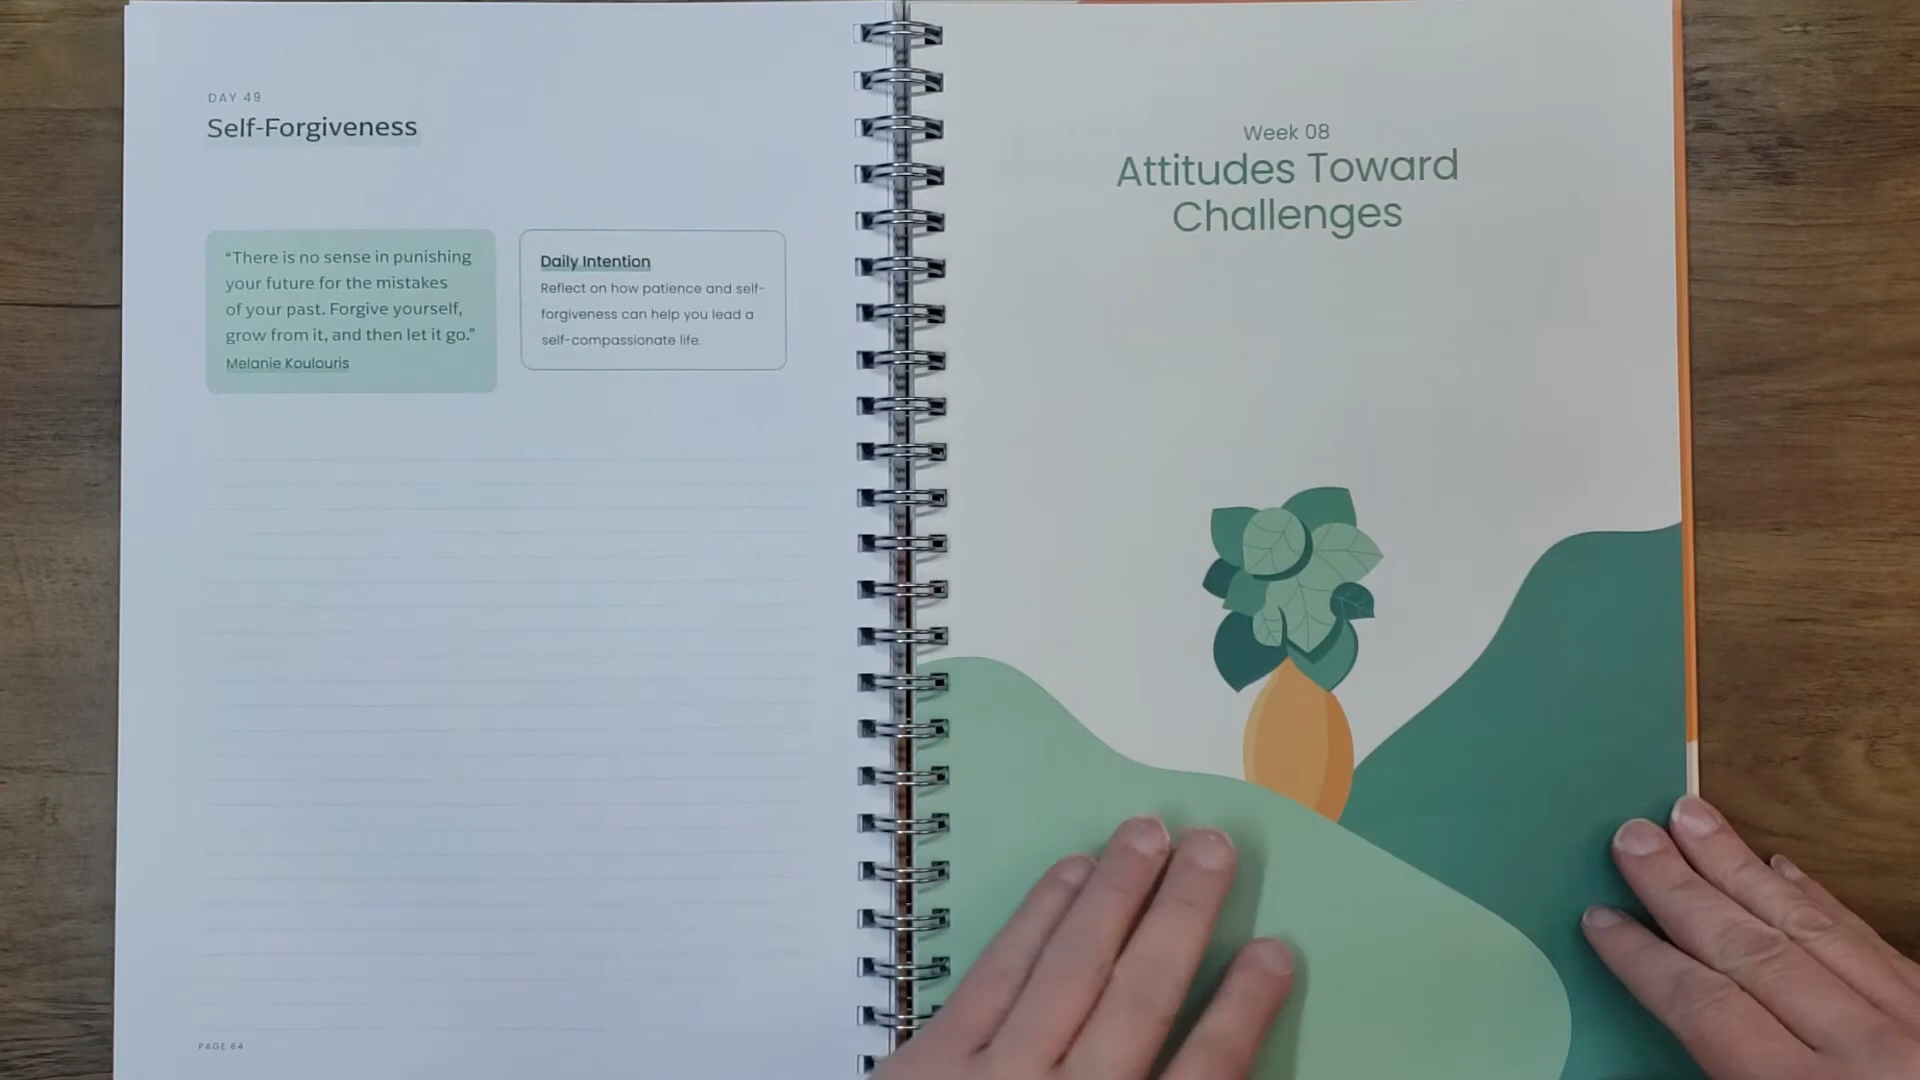 DAY 49
Self-Forgiveness
“There is no sense in punishing
your future for the mistakes
of your past. Forgive yourself,
grow from it, and then let it go.”
Melanie Koulouris
Daily Intention
Reflect on how patience and self-
forgiveness can help you lead a
self-compassionate life.
PAGE 64
Week 08
Attitudes Toward
Challenges